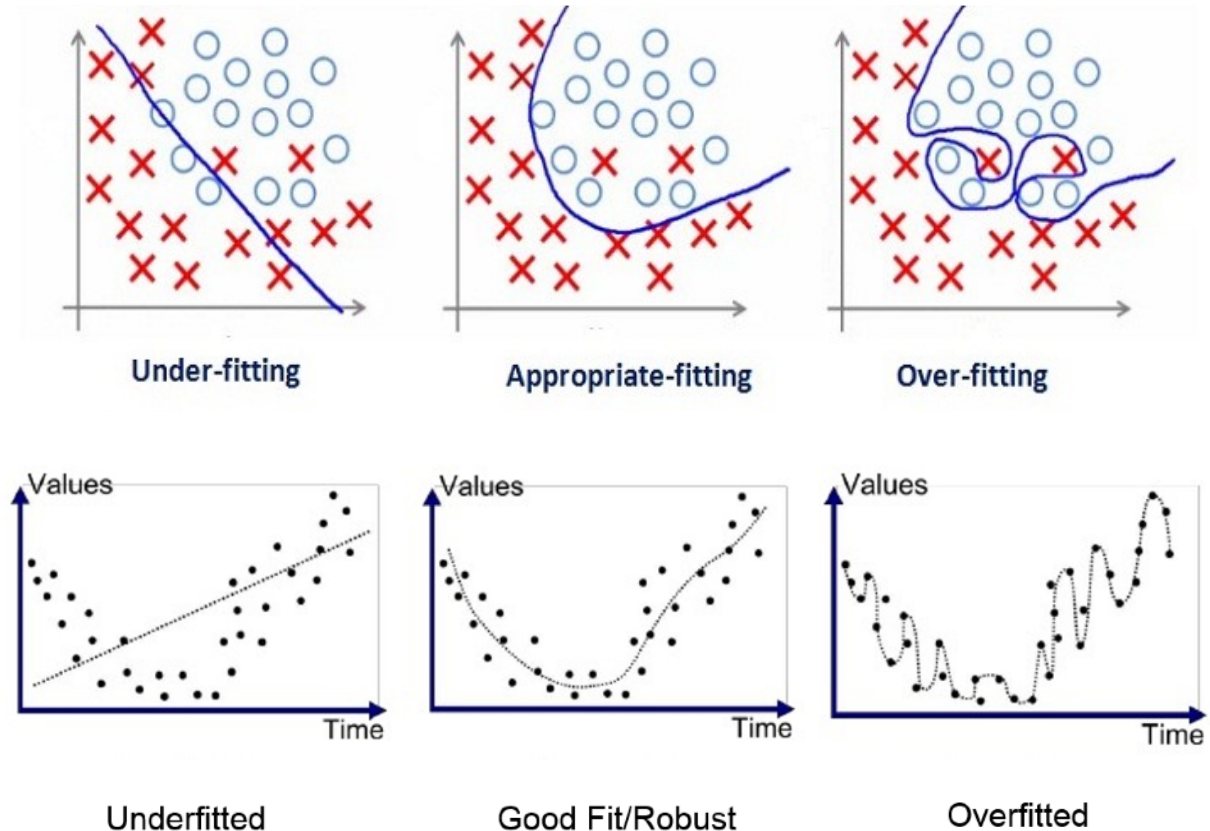 Under-fitting
Appropriate-fitting
Over-fitting
Values
Time
Values
Time
Values
Time
Underfitted
Good Fit/Robust
Overfitted